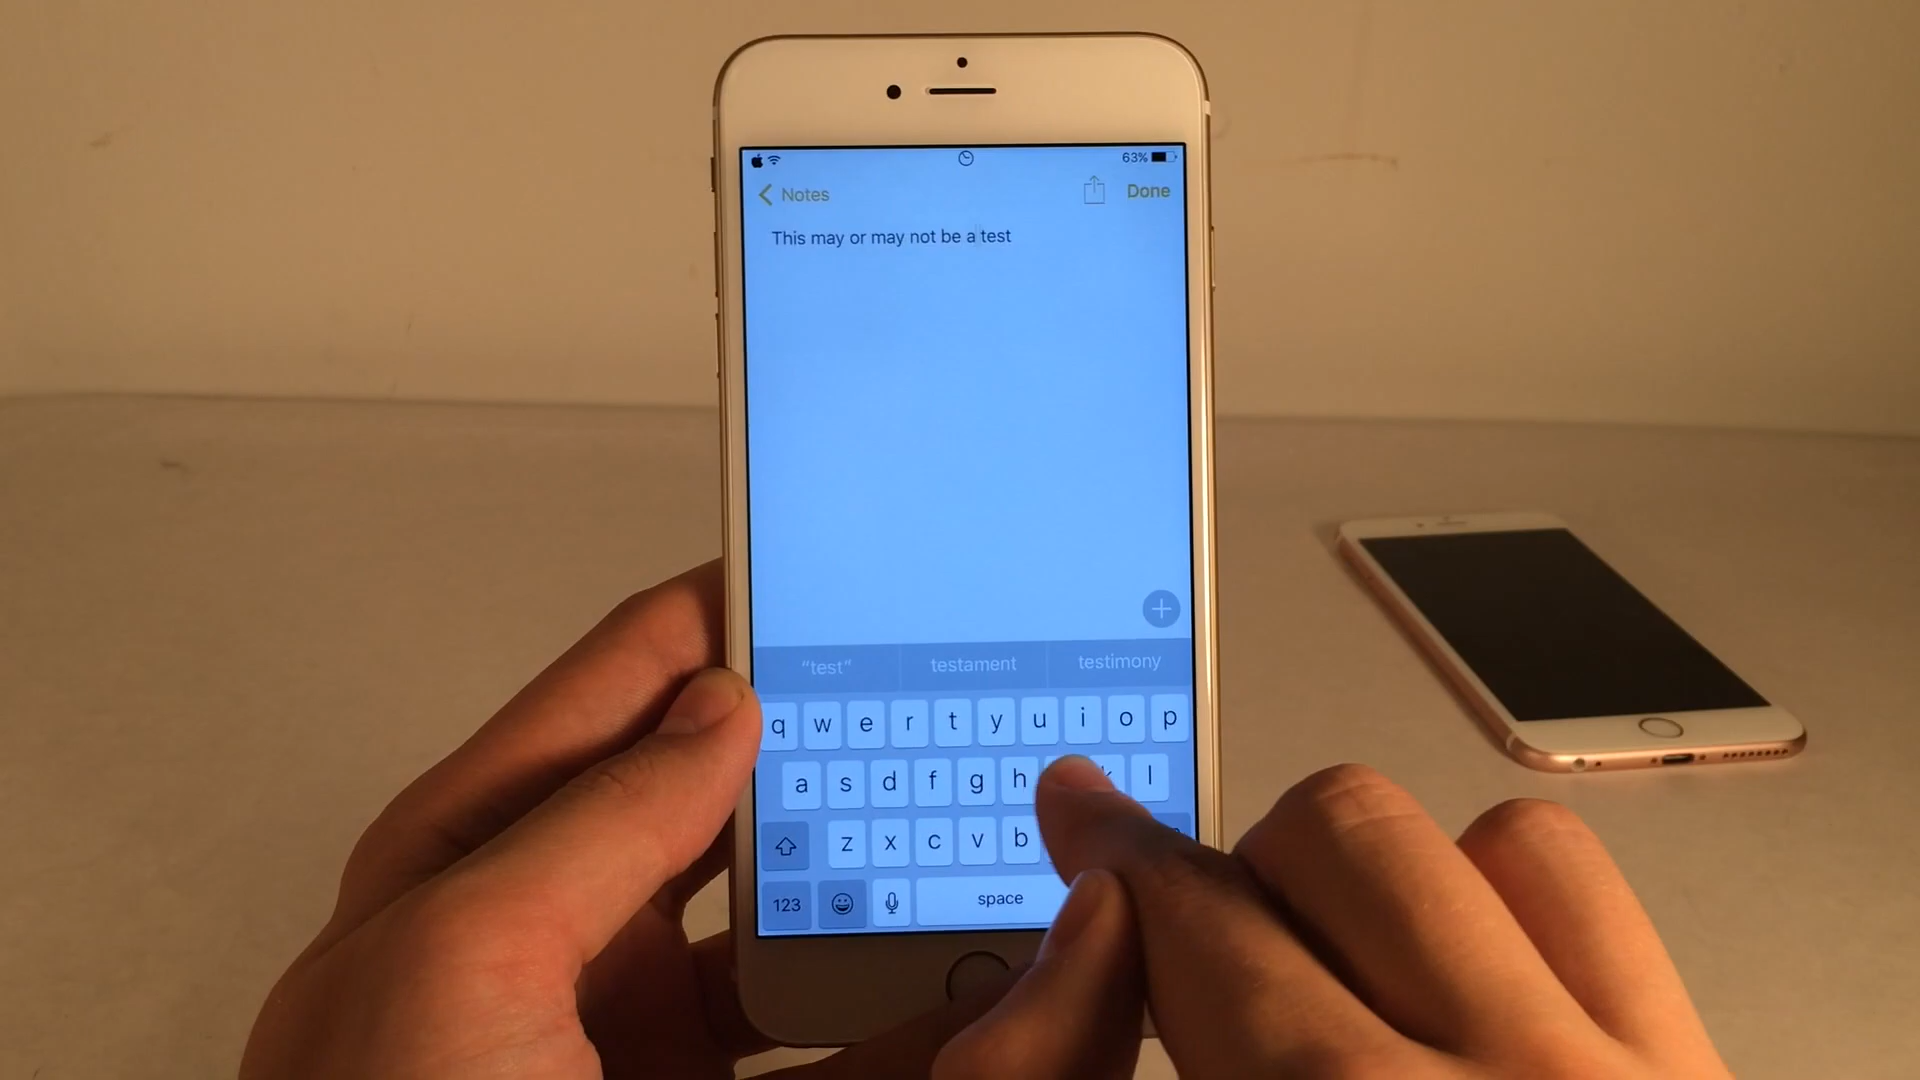 63%
Notes
Done
This may or may not be a test
“test” testament testimony
q w e r t y u i o p
a s d f g h k l
z x c v b
123 space